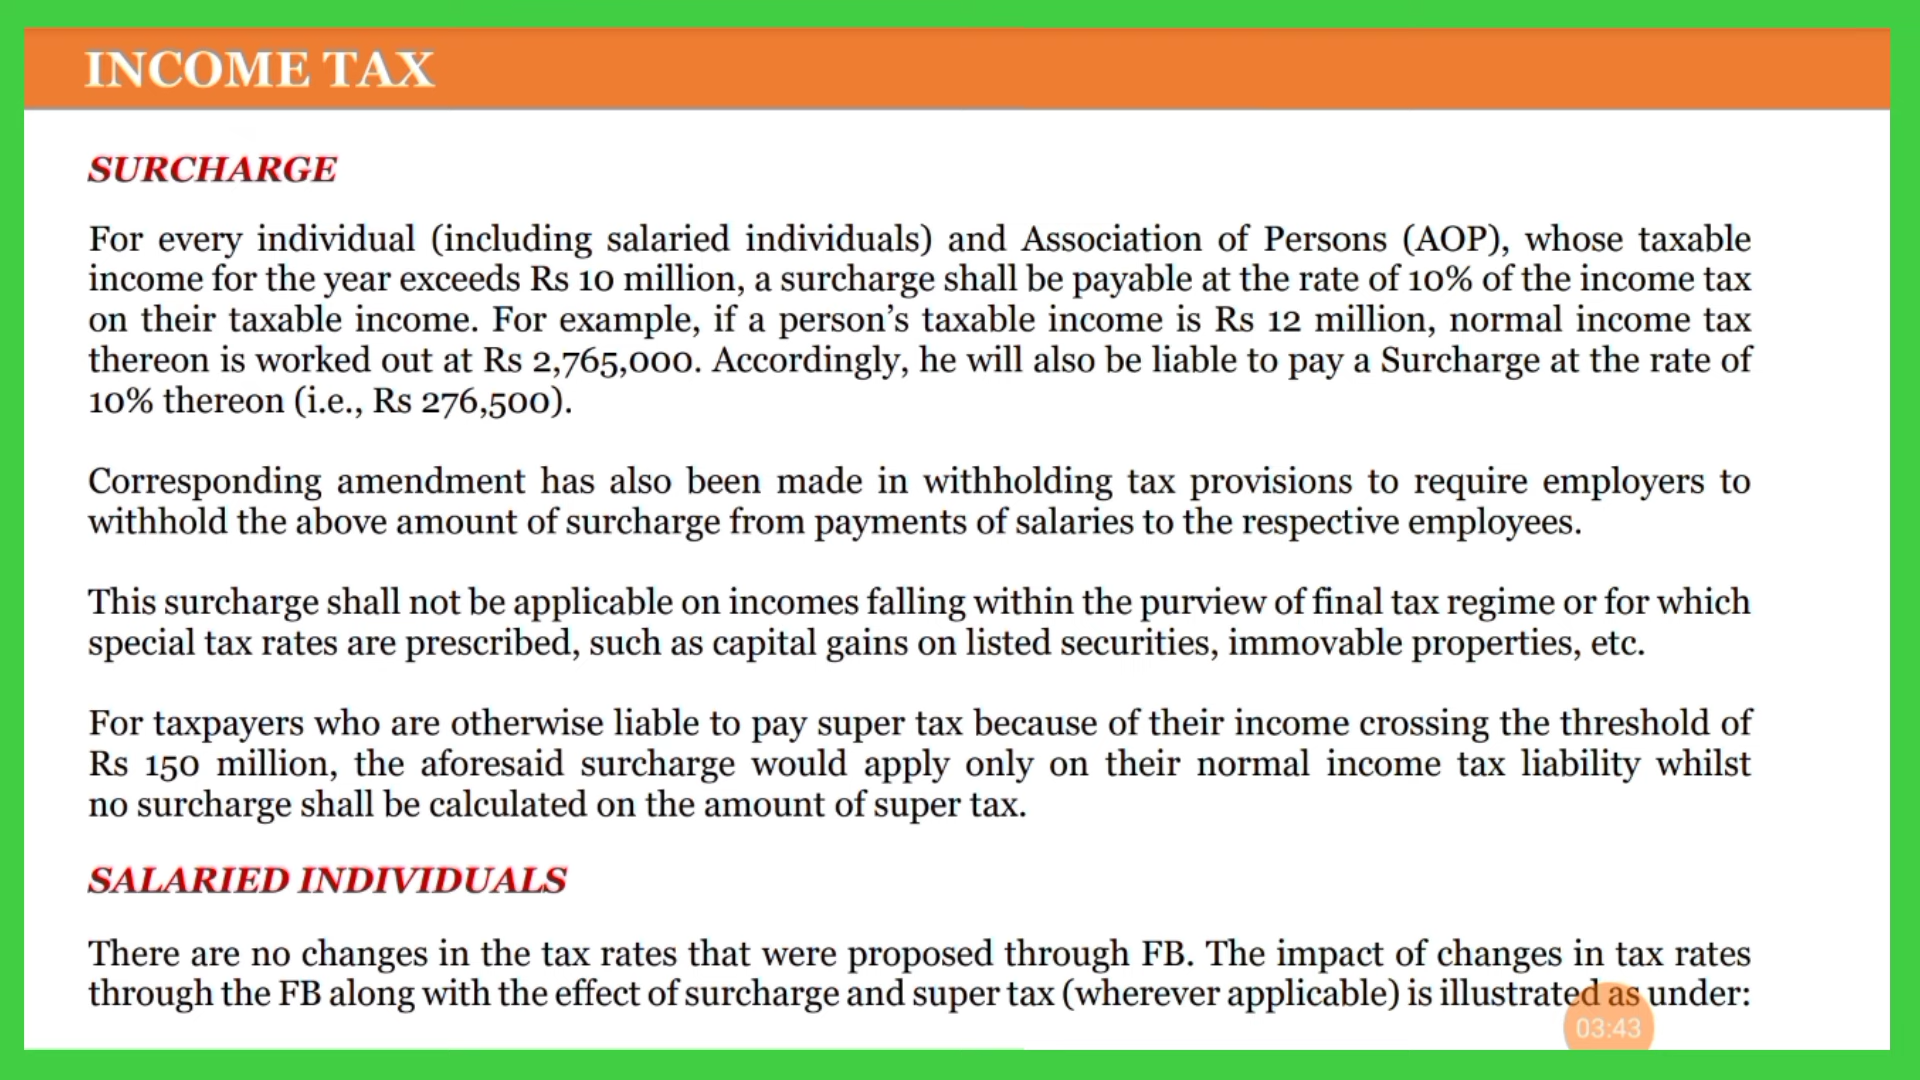 INCOME TAX
SURCHARGE
For every individual (including salaried individuals) and Association of Persons (AOP), whose taxable
income for the year exceeds Rs 10 million, a surcharge shall be payable at the rate of 10% of the income tax
on their taxable income. For example, if a person’s taxable income is Rs 12 million, normal income tax
thereon is worked out at Rs 2,765,000. Accordingly, he will also be liable to pay a Surcharge at the rate of
10% thereon (i.e., Rs 276,500).
Corresponding amendment has also been made in withholding tax provisions to require employers to
withhold the above amount of surcharge from payments of salaries to the respective employees.
This surcharge shall not be applicable on incomes falling within the purview of final tax regime or for which
special tax rates are prescribed, such as capital gains on listed securities, immovable properties, etc.
For taxpayers who are otherwise liable to pay super tax because of their income crossing the threshold of
Rs 150 million, the aforesaid surcharge would apply only on their normal income tax liability whilst
no surcharge shall be calculated on the amount of super tax.
SALARIED INDIVIDUALS
There are no changes in the tax rates that were proposed through FB. The impact of changes in tax rates
through the FB along with the effect of surcharge and super tax (wherever applicable) is illustrated as under:
03:43